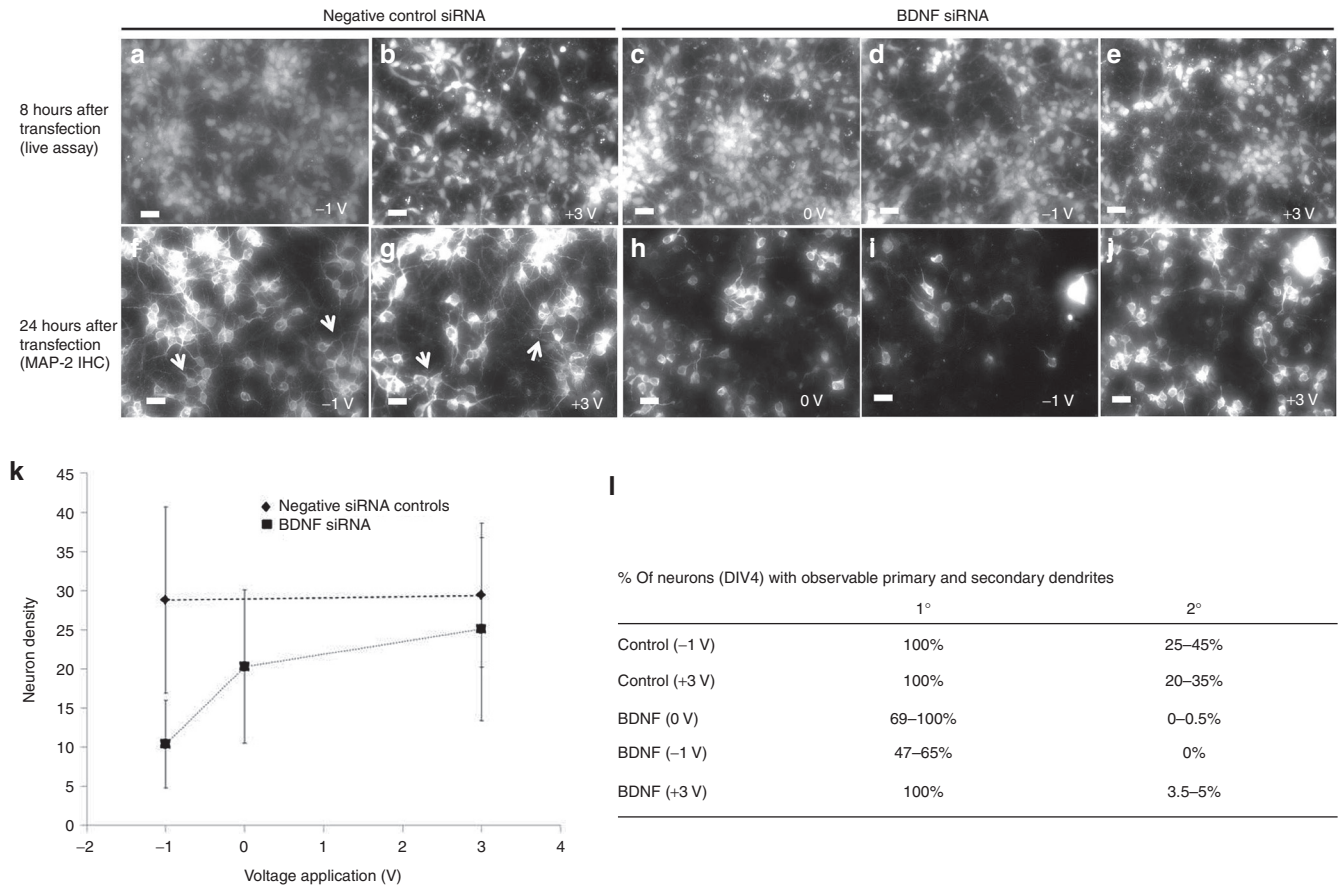 Negative control siRNA
BDNF siRNA
8 hours after
transfection
(live assay)
a
–1 V
b
+3 V
c
0 V
d
–1 V
e
+3 V
24 hours after
transfection
(MAP-2 IHC)
f
–1 V
g
+3 V
h
0 V
i
–1 V
j
+3 V
k
Neuron density
45
40
35
30
25
20
15
10
5
0
Negative siRNA controls
BDNF siRNA
–2
–1
0
1
2
3
4
Voltage application (V)
l
% Of neurons (DIV4) with observable primary and secondary dendrites
1° 2°
Control (–1 V) 100% 25–45%
Control (+3 V) 100% 20–35%
BDNF (0 V) 69–100% 0–0.5%
BDNF (–1 V) 47–65% 0%
BDNF (+3 V) 100% 3.5–5%